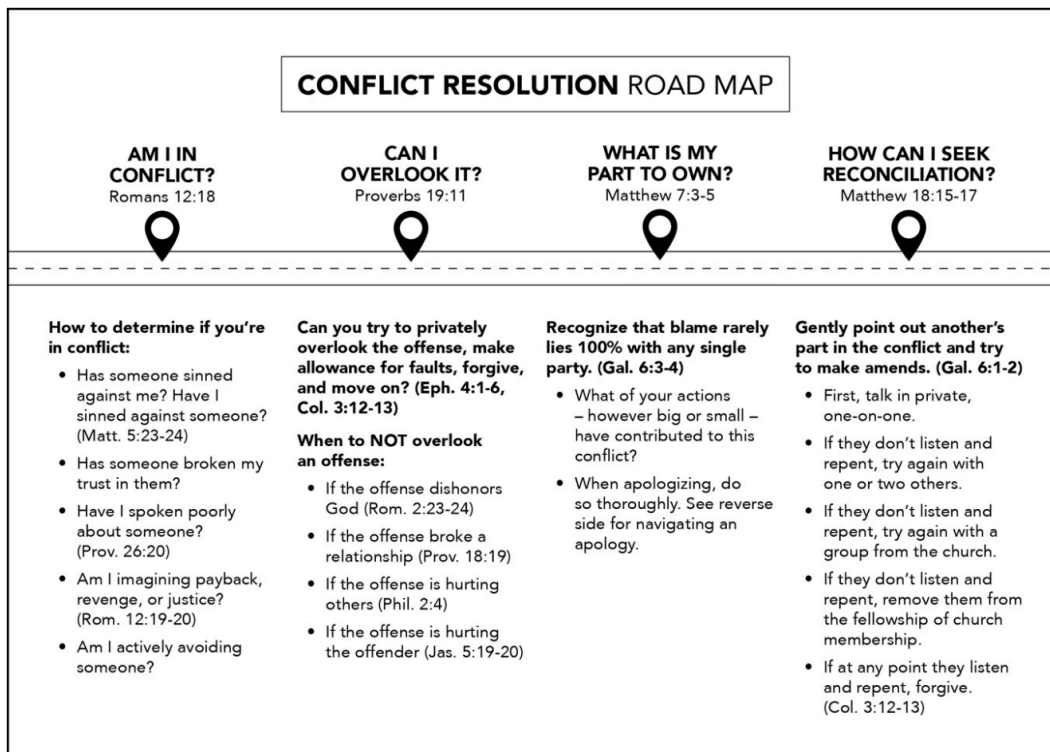 CONFLICT RESOLUTION ROAD MAP
AM I IN
CONFLICT?
Romans 12:18
CAN I
OVERLOOK IT?
Proverbs 19:11
WHAT IS MY
PART TO OWN?
Matthew 7:3-5
HOW CAN I SEEK
RECONCILIATION?
Matthew 18:15-17
How to determine if you're
in conflict:
• Has someone sinned
against me? Have I
sinned against someone?
(Matt. 5:23-24)
• Has someone broken my
trust in them?
• Have I spoken poorly
about someone?
(Prov. 26:20)
• Am I imagining payback,
revenge, or justice?
(Rom. 12:19-20)
• Am I actively avoiding
someone?
Can you try to privately
overlook the offense, make
allowance for faults, forgive,
and move on? (Eph. 4:1-6,
Col. 3:12-13)
When to NOT overlook
an offense:
• If the offense dishonors
God (Rom. 2:23-24)
• If the offense broke a
relationship (Prov. 18:19)
• If the offense is hurting
others (Phil. 2:4)
• If the offense is hurting
the offender (Jas. 5:19-20)
Recognize that blame rarely
lies 100% with any single
party. (Gal. 6:3-4)
• What of your actions
– however big or small –
have contributed to this
conflict?
• When apologizing, do
so thoroughly. See reverse
side for navigating an
apology.
Gently point out another's
part in the conflict and try
to make amends. (Gal. 6:1-2)
• First, talk in private,
one-on-one.
• If they don't listen and
repent, try again with
one or two others.
• If they don't listen and
repent, try again with a
group from the church.
• If they don't listen and
repent, remove them from
the fellowship of church
membership.
• If at any point they listen
and repent, forgive.
(Col. 3:12-13)